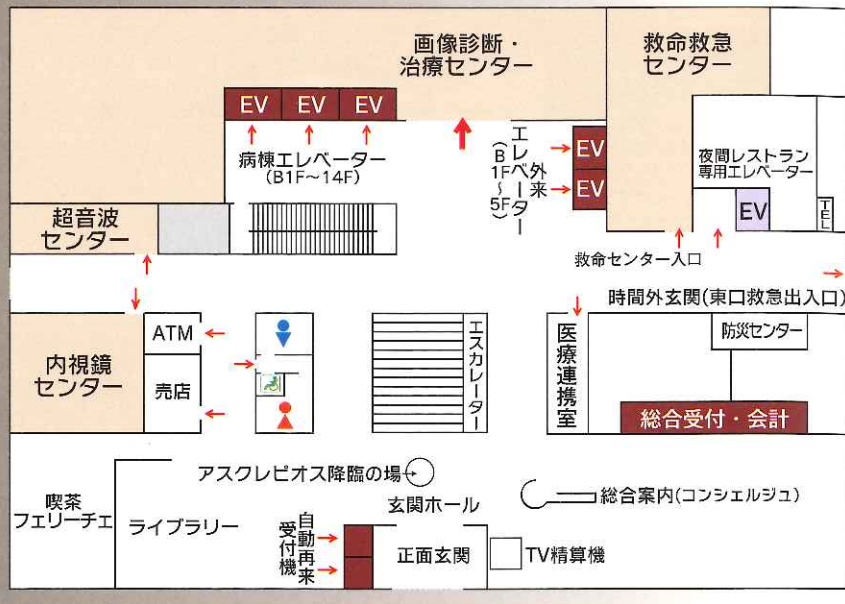 画像診断・
治療センター
救命救急
センター
EV
EV
EV
病棟エレベーター
(B1F～14F)
外来
エレベーター
(B1F～5F)
EV
EV
夜間レストラン
専用エレベーター
EV
TEL
超音波
センター
救命センター入口
時間外玄関(東口救急出入口)
内視鏡
センター
ATM
売店
エスカレーター
医療連携室
防災センター
総合受付・会計
アスクレピオス降臨の場
喫茶
フェリーチェ
ライブラリー
自動再来
受付機
玄関ホール
正面玄関
総合案内(コンシェルジュ)
TV精算機